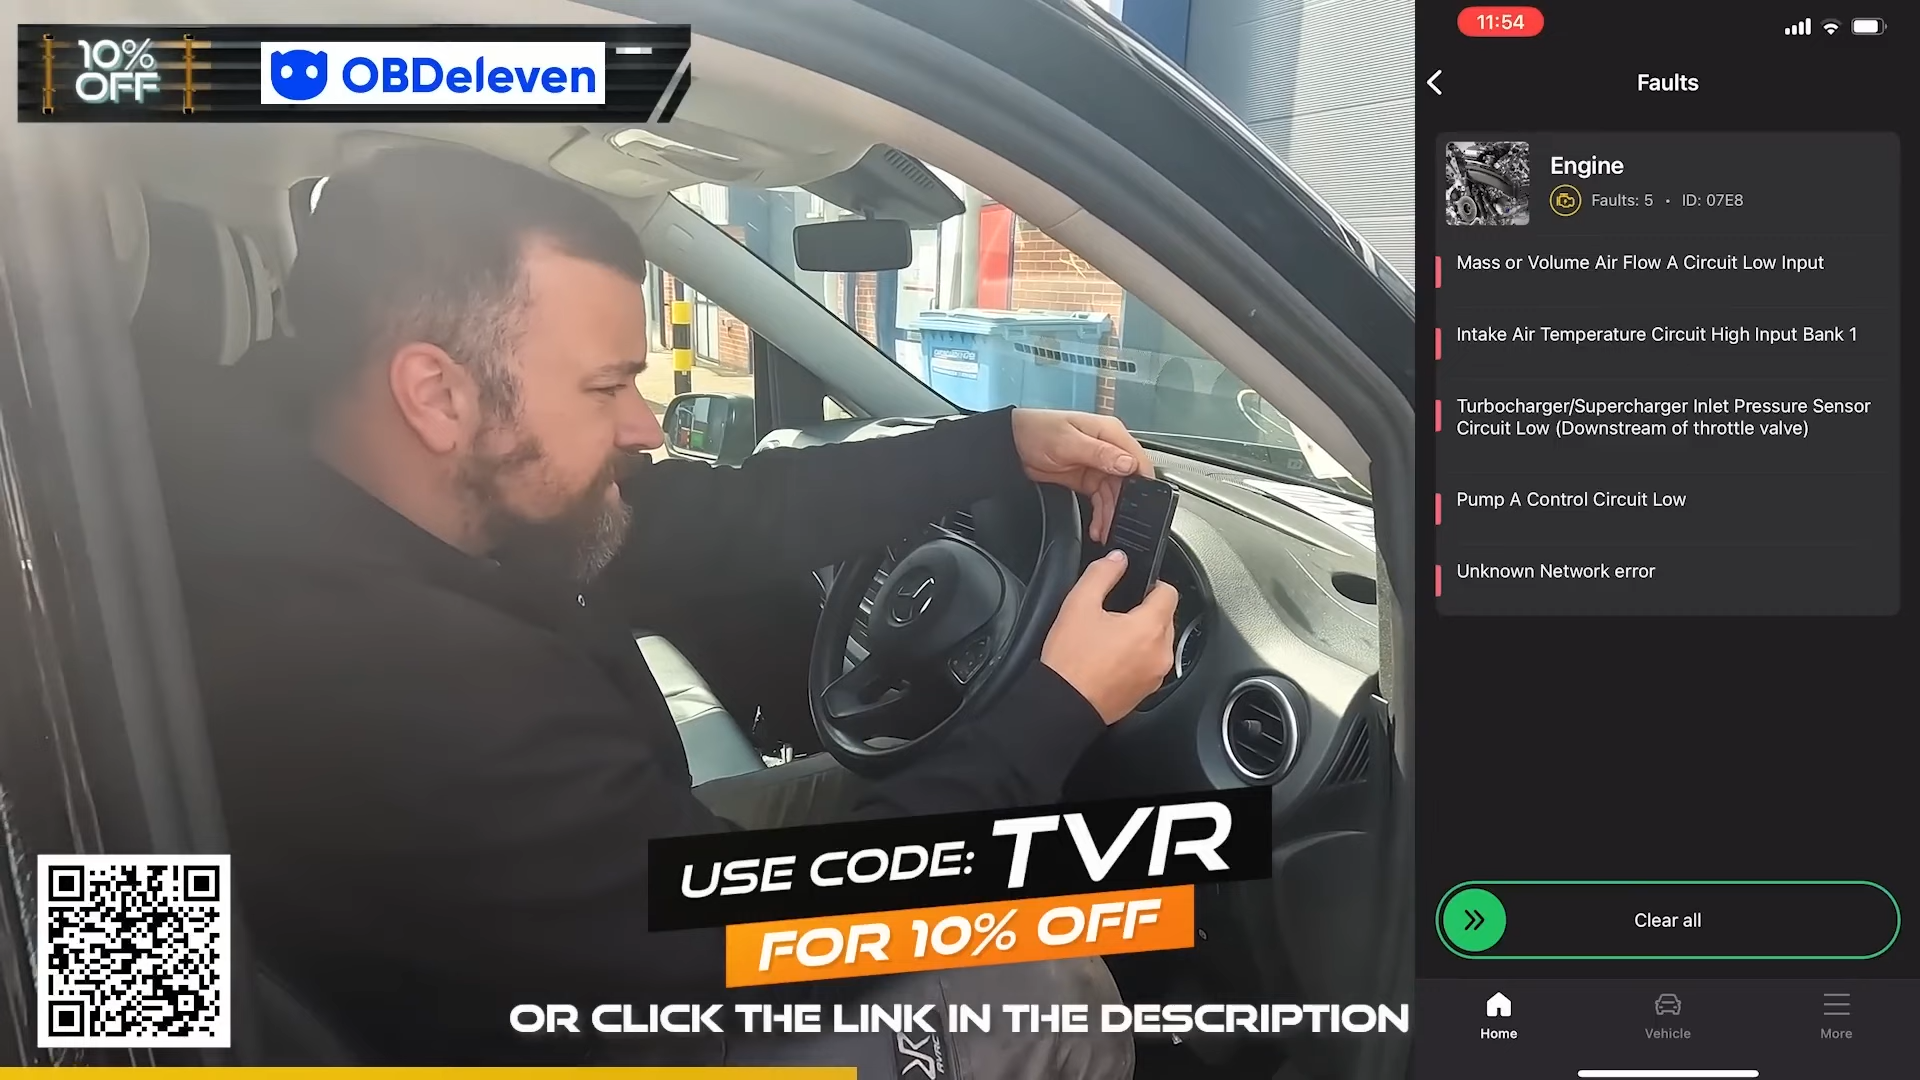 10%
OFF
OBDeleven
USE CODE: TVR
FOR 10% OFF
OR CLICK THE LINK IN THE DESCRIPTION
11:54
Faults
Engine
Faults: 5 • ID: 07E8
Mass or Volume Air Flow A Circuit Low Input
Intake Air Temperature Circuit High Input Bank 1
Turbocharger/Supercharger Inlet Pressure Sensor
Circuit Low (Downstream of throttle valve)
Pump A Control Circuit Low
Unknown Network error
Clear all
Home
Vehicle
More